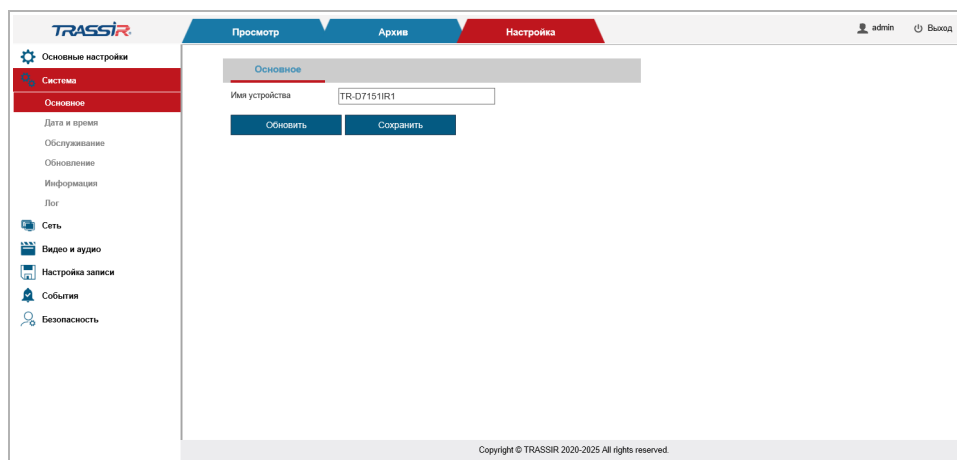 TRASSIR
Просмотр
Архив
Настройка
admin
Выход
Основные настройки
Система
Основное
Дата и время
Обслуживание
Обновление
Информация
Лог
Сеть
Видео и аудио
Настройка записи
События
Безопасность
Основное
Имя устройства TR-D7151IR1
Обновить Сохранить
Copyright © TRASSIR 2020-2025 All rights reserved.